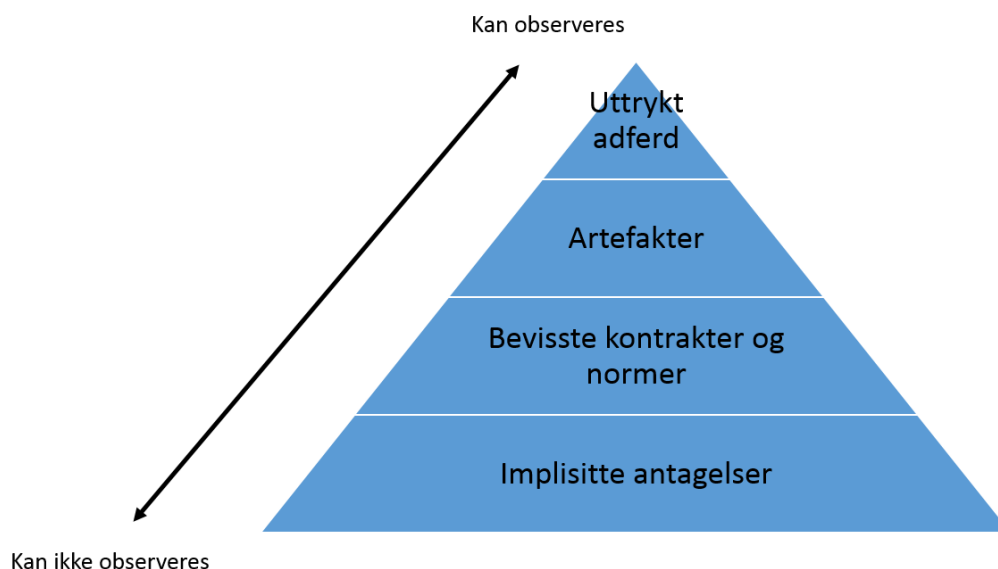 Kan observeres
Uttrykt
adferd
Artefakter
Bevisste kontrakter og
normer
Implisitte antagelser
Kan ikke observeres